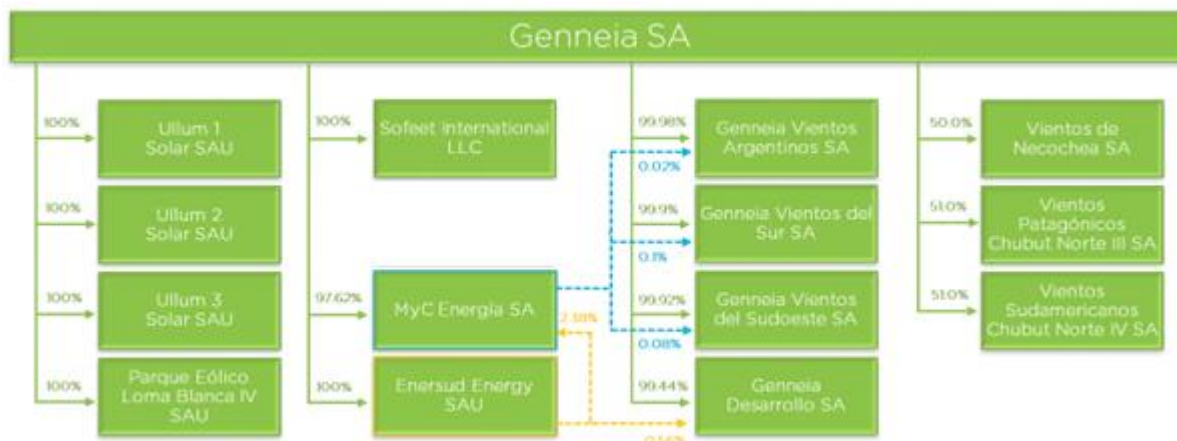 Genneia SA
100%
Ullum 1
Solar SAU
100%
Ullum 2
Solar SAU
100%
Ullum 3
Solar SAU
100%
Parque Eólico
Loma Blanca IV
SAU
100%
Sofeet International
LLC
97.62%
MyC Energía SA
2.38%
100%
Enersud Energy
SAU
99.98%
Genneia Vientos
Argentinos SA
0.02%
99.9%
Genneia Vientos del
Sur SA
0.1%
99.92%
Genneia Vientos
del Sudoeste SA
0.08%
99.44%
Genneia
Desarrollo SA
50.0%
Vientos de
Necochea SA
51.0%
Vientos
Patagónicos
Chubut Norte III SA
51.0%
Vientos
Sudamericanos
Chubut Norte IV SA